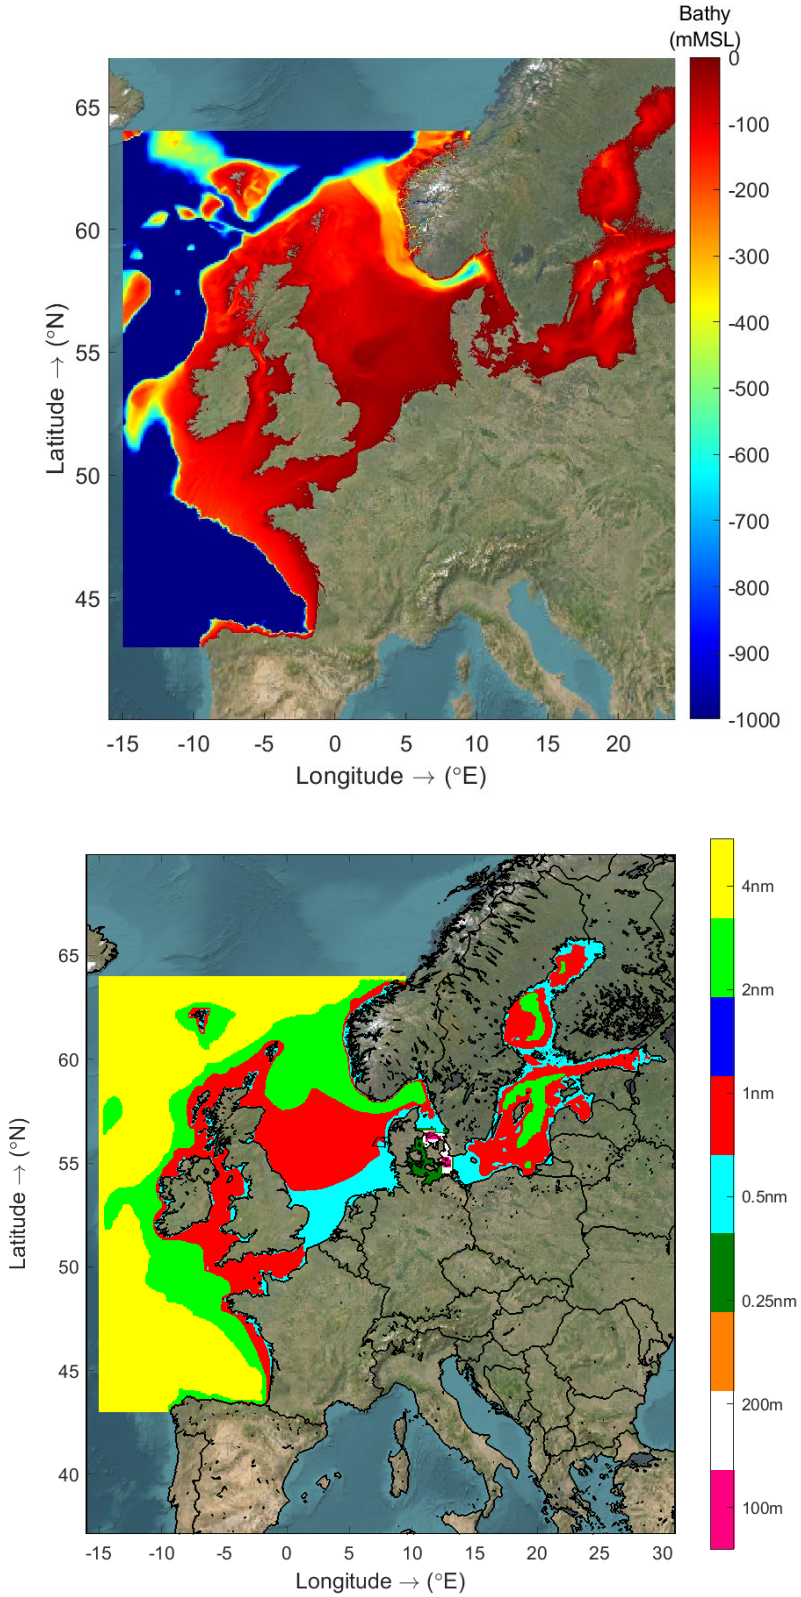 Bathy
(mMSL)
0
-100
-200
-300
-400
-500
-600
-700
-800
-900
-1000
65
60
55
50
45
Latitude → (°N)
-15 -10 -5 0 5 10 15 20
Longitude → (°E)
4nm
2nm
1nm
0.5nm
0.25nm
200m
100m
65
60
55
50
45
40
Latitude → (°N)
-15 -10 -5 0 5 10 15 20 25 30
Longitude → (°E)